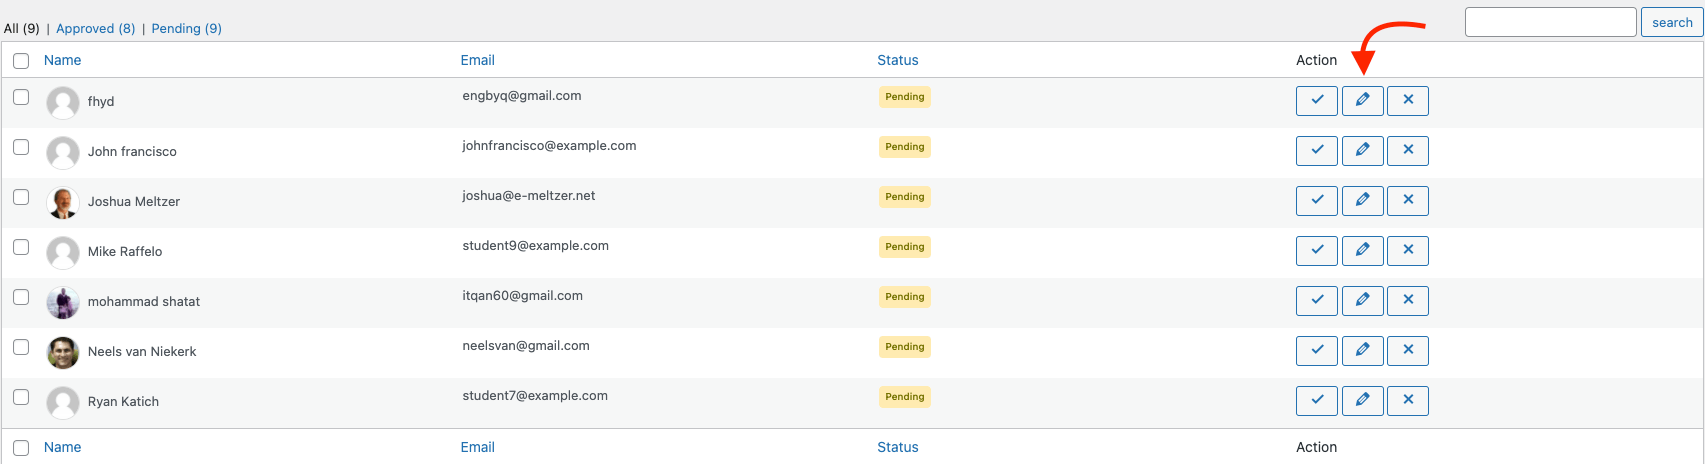 All (9) | Approved (8) | Pending (9)
search
Name Email Status Action
fhyd engbyq@gmail.com Pending
John francisco johnfrancisco@example.com Pending
Joshua Meltzer joshua@e-meltzer.net Pending
Mike Raffelo student9@example.com Pending
mohammad shatat itqan60@gmail.com Pending
Neels van Niekerk neelsvan@gmail.com Pending
Ryan Katich student7@example.com Pending
Name Email Status Action